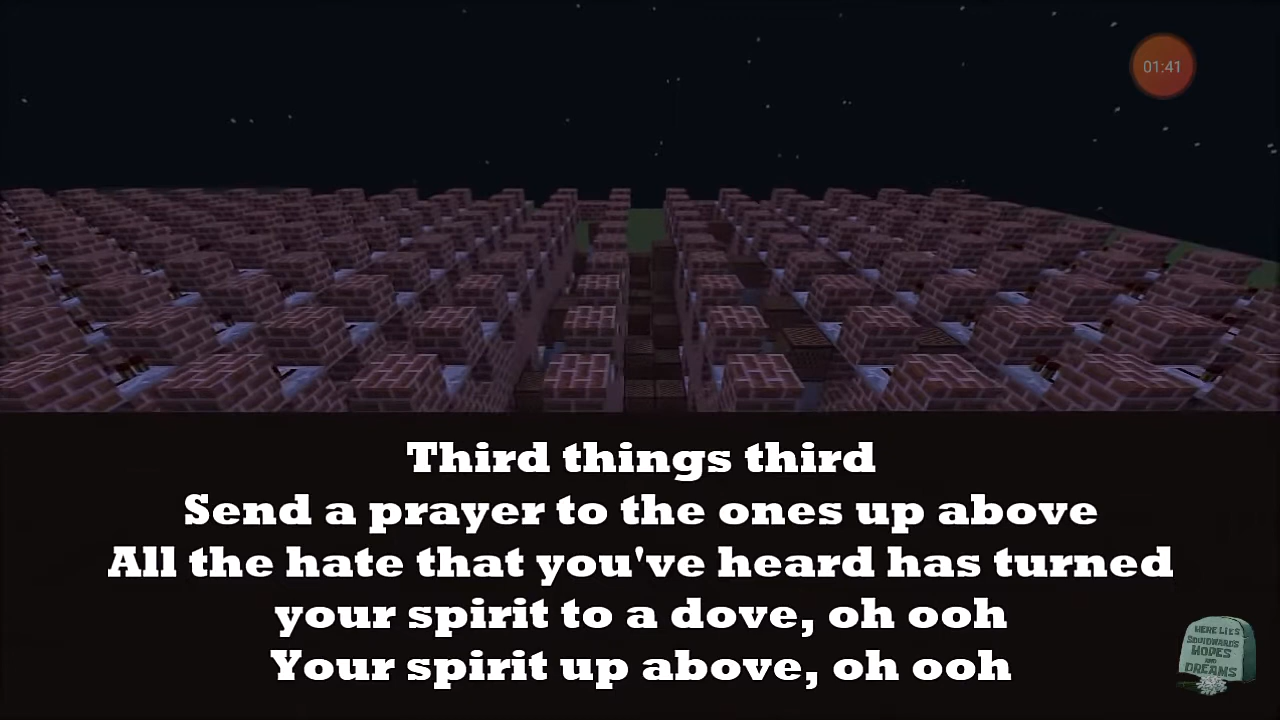 01:41
Third things third
Send a prayer to the ones up above
All the hate that you've heard has turned
your spirit to a dove, oh ooh
Your spirit up above, oh ooh
HERE LIES
SQUIDWARD'S
HOPES
AND
DREAMS